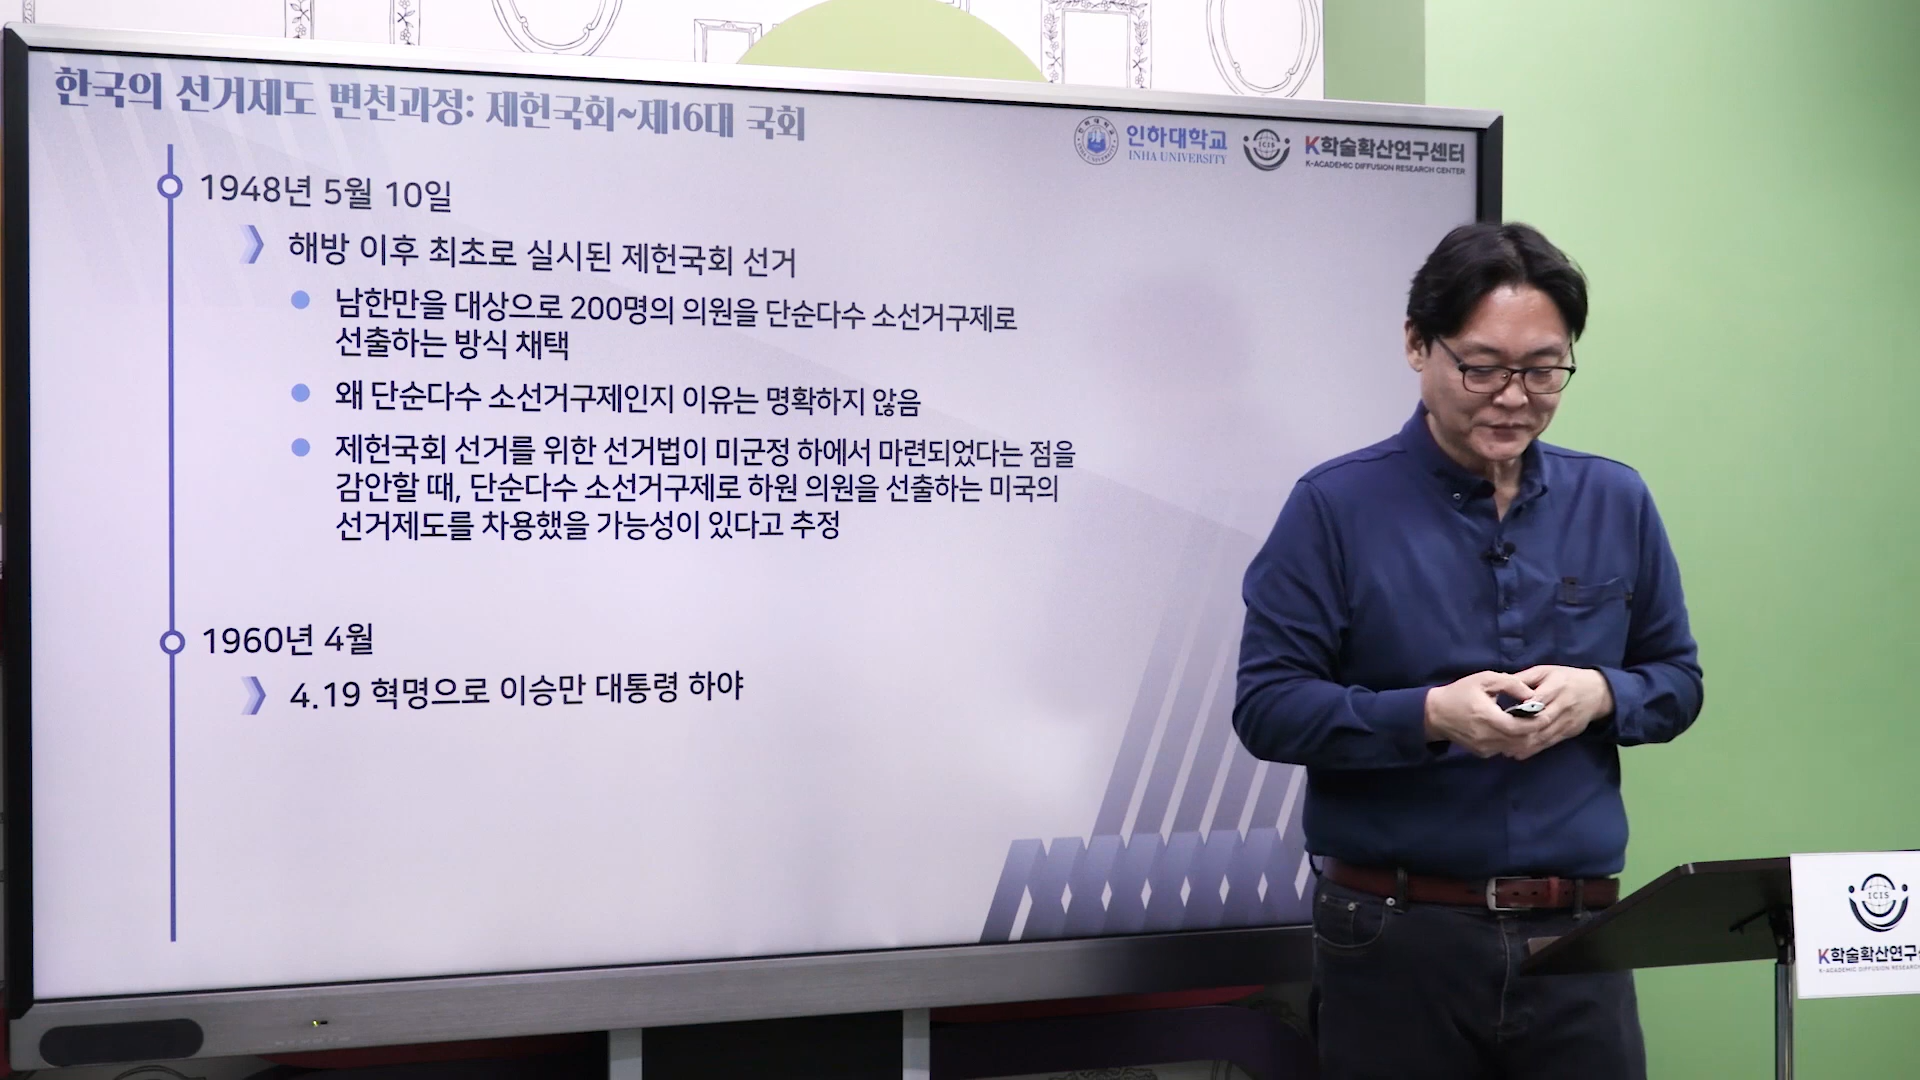 한국의 선거제도 변천과정: 제헌국회~제16대 국회
인하대학교
INHA UNIVERSITY
ICIS
K학술확산연구센터
K-ACADEMIC DIFFUSION RESEARCH CENTER
1948년 5월 10일
해방 이후 최초로 실시된 제헌국회 선거
남한만을 대상으로 200명의 의원을 단순다수 소선거구제로
선출하는 방식 채택
왜 단순다수 소선거구제인지 이유는 명확하지 않음
제헌국회 선거를 위한 선거법이 미군정 하에서 마련되었다는 점을
감안할 때, 단순다수 소선거구제로 하원 의원을 선출하는 미국의
선거제도를 차용했을 가능성이 있다고 추정
1960년 4월
4.19 혁명으로 이승만 대통령 하야
ICIS
K학술확산연구
K-ACADEMIC DIFFUSION RESEARCH